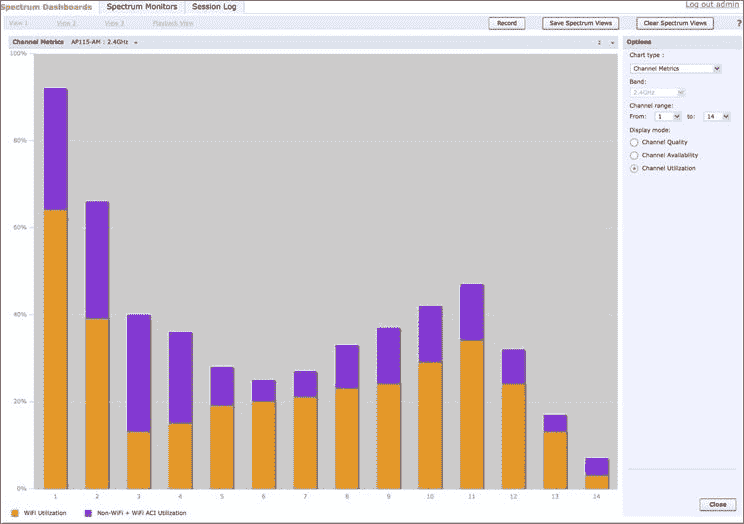 Log out admin
Spectrum Dashboards Spectrum Monitors Session Log
View 1 View 2 View 3 Playback View Record Save Spectrum Views Clear Spectrum Views ?
Channel Metrics AP115-AM : 2.4GHz
Options
Chart type :
Channel Metrics
Band:
2.4GHz
Channel range:
From: 1 to: 14
Display mode:
Channel Quality
Channel Availability
Channel Utilization
100%
80%
60%
40%
20%
0%
1 2 3 4 5 6 7 8 9 10 11 12 13 14
WiFi Utilization Non-WiFi + WiFi ACI Utilization
Close